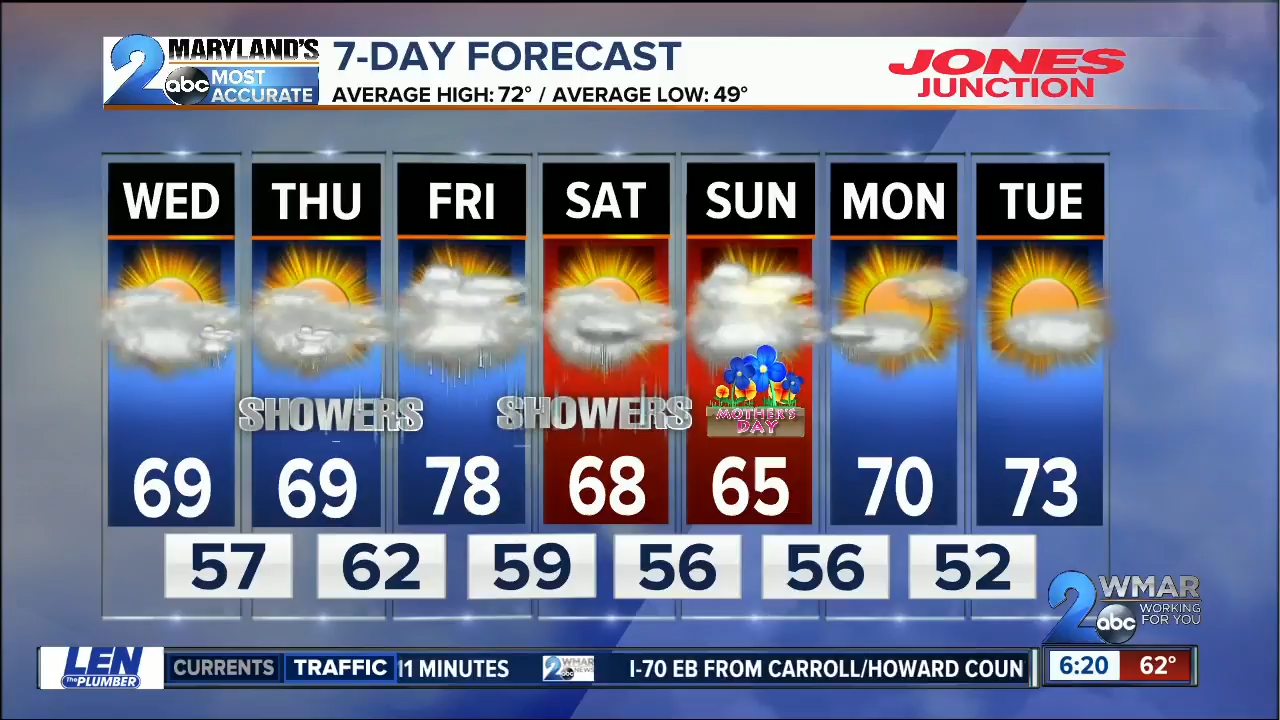 2 abc
MARYLAND'S
MOST
ACCURATE
7-DAY FORECAST
AVERAGE HIGH: 72° / AVERAGE LOW: 49°
JONES
JUNCTION
WED THU FRI SAT SUN MON TUE
SHOWERS SHOWERS
MOTHER'S
DAY
69 69 78 68 65 70 73
57 62 59 56 56 52
2 abc
WMAR
WORKING
FOR YOU
LEN
The PLUMBER
CURRENTS TRAFFIC 11 MINUTES 2 abc WMAR NEWS I-70 EB FROM CARROLL/HOWARD COUN
6:20 62°